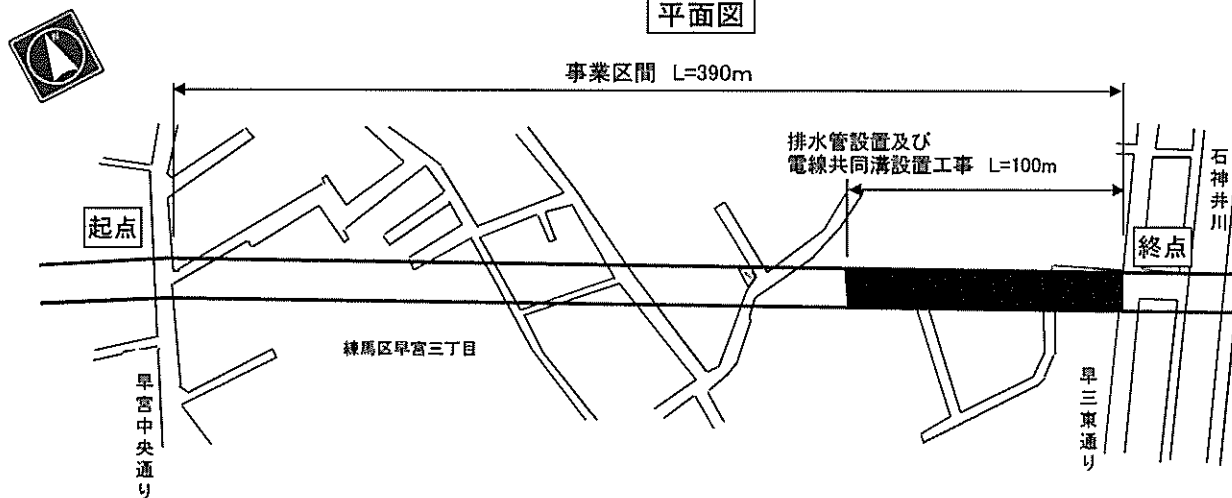 平面図
事業区間 L=390m
排水管設置及び
電線共同溝設置工事 L=100m
石神井川
起点
終点
練馬区早宮三丁目
早宮中央通り
早三東通り